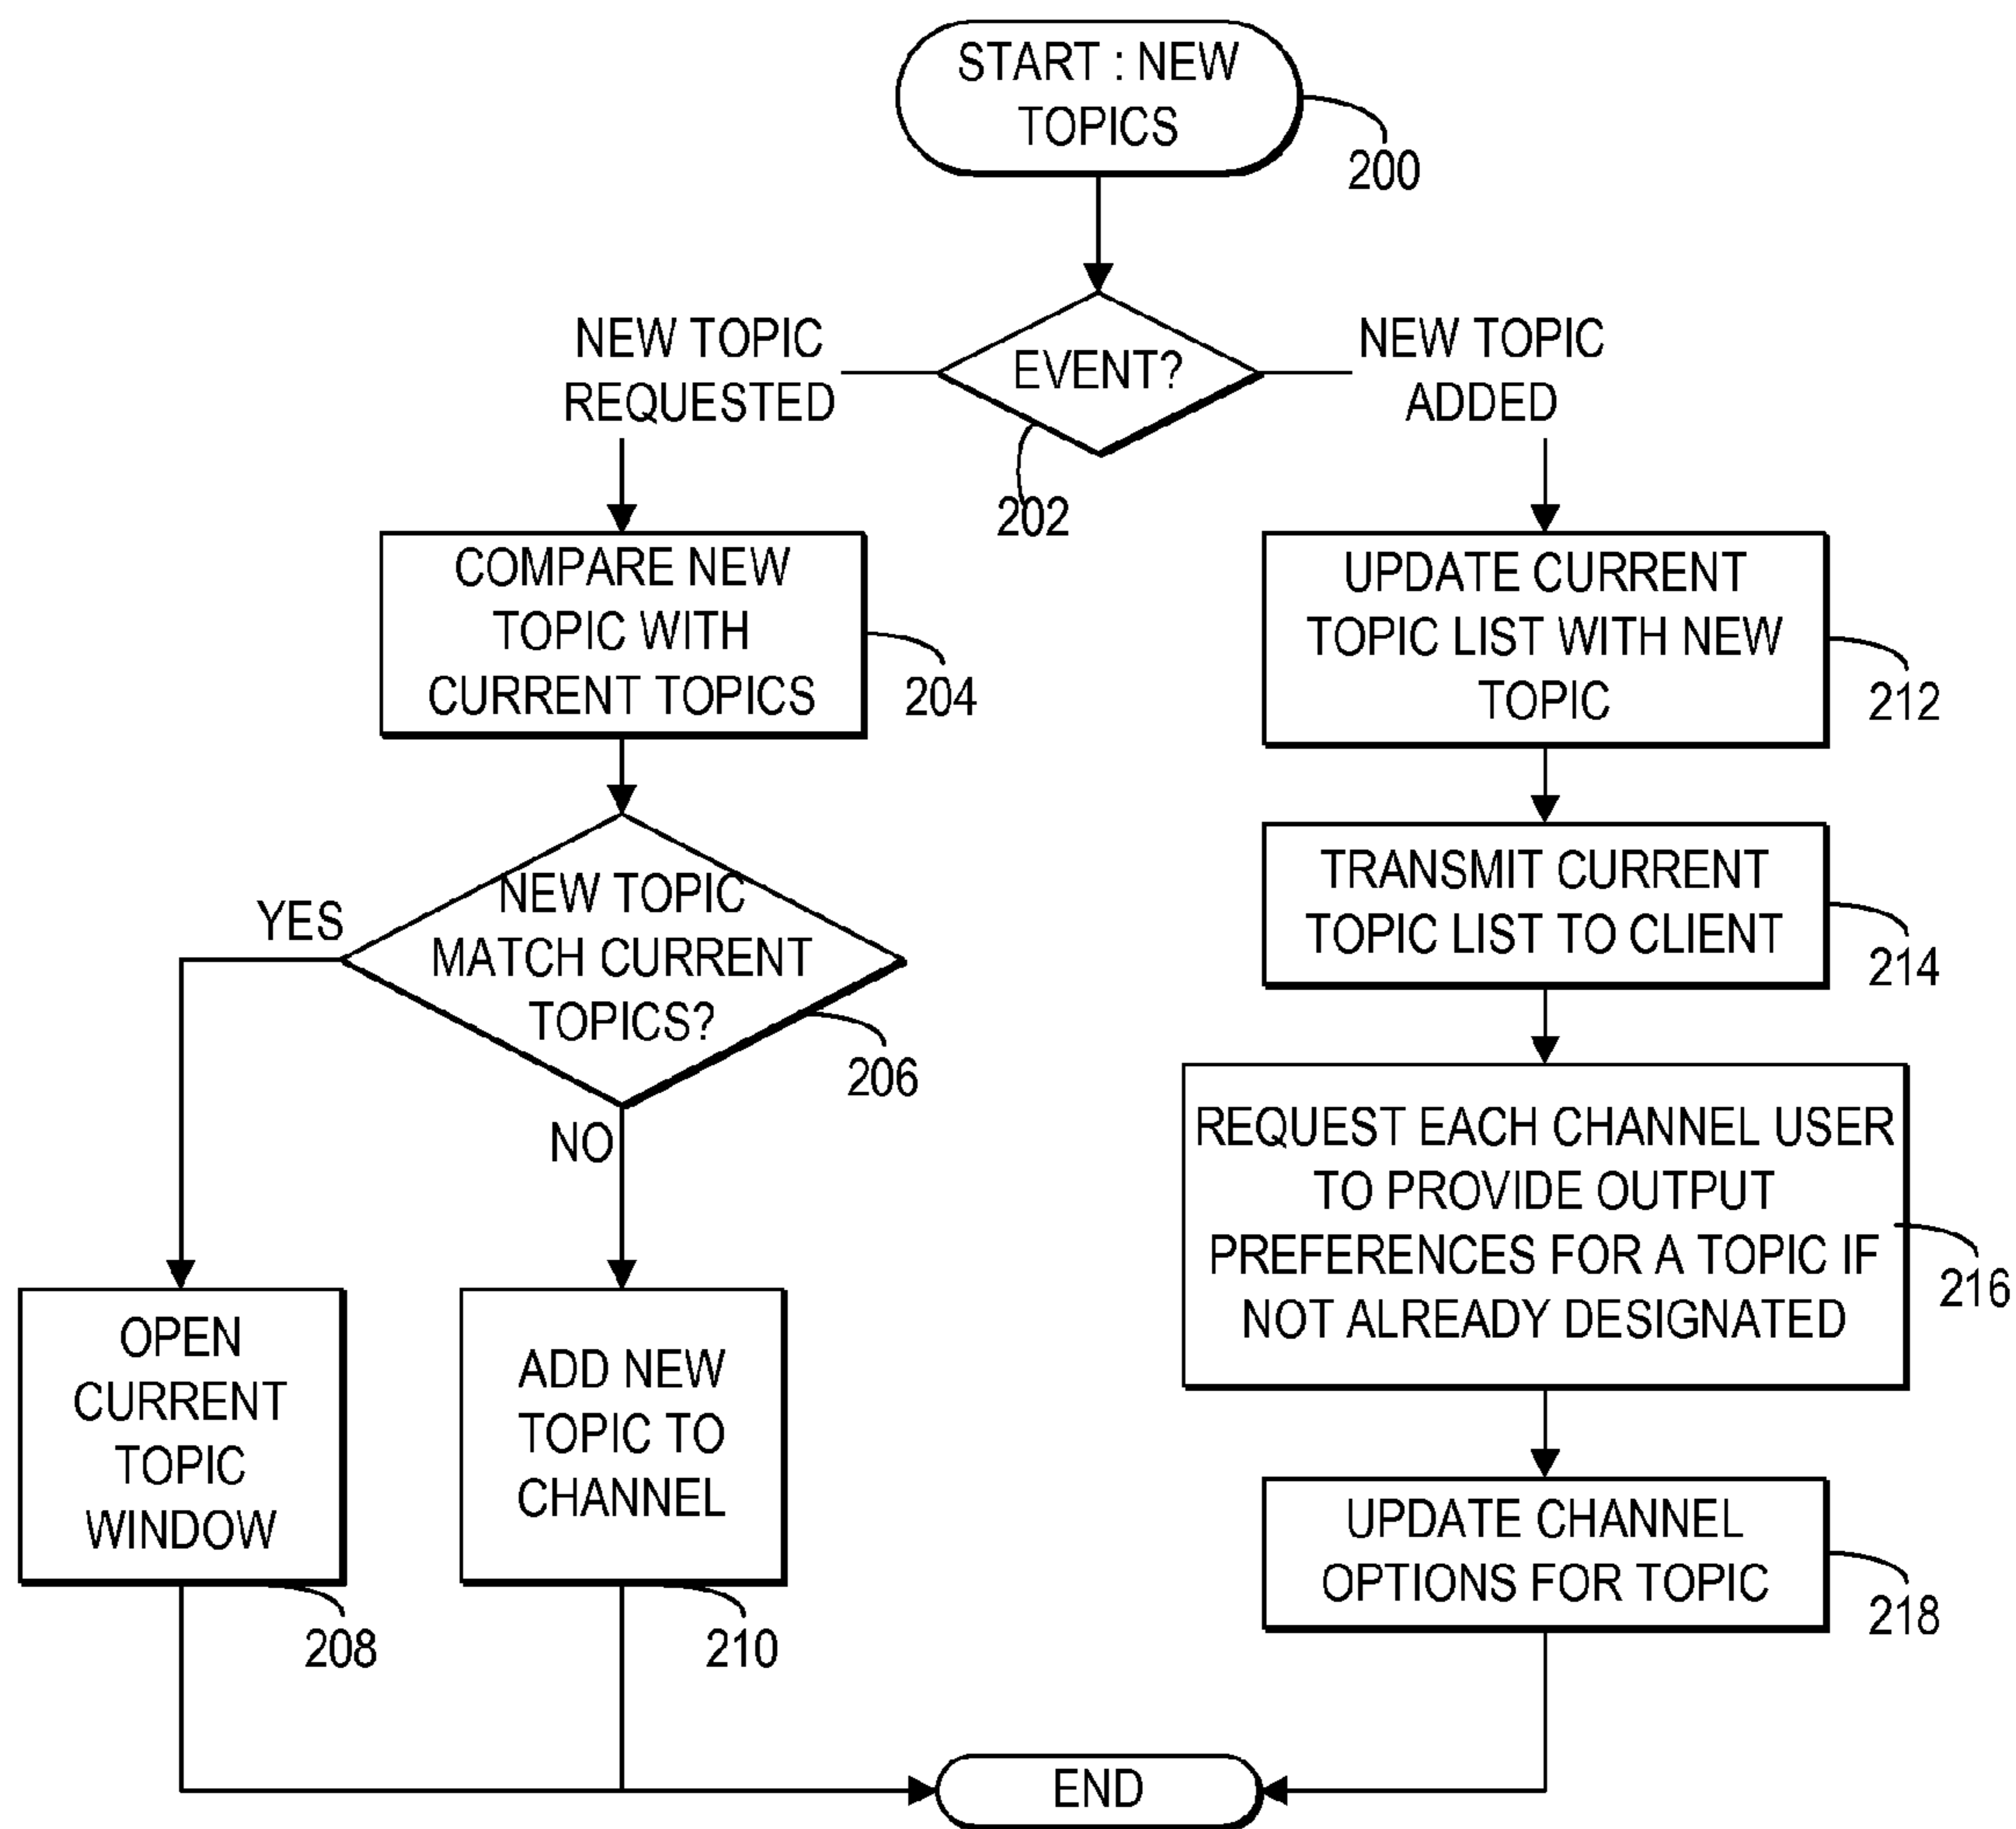 START : NEW
TOPICS
200
EVENT?
202
NEW TOPIC
REQUESTED
NEW TOPIC
ADDED
COMPARE NEW
TOPIC WITH
CURRENT TOPICS
204
NEW TOPIC
MATCH CURRENT
TOPICS?
206
YES
NO
OPEN
CURRENT
TOPIC
WINDOW
208
ADD NEW
TOPIC TO
CHANNEL
210
UPDATE CURRENT
TOPIC LIST WITH NEW
TOPIC
212
TRANSMIT CURRENT
TOPIC LIST TO CLIENT
214
REQUEST EACH CHANNEL USER
TO PROVIDE OUTPUT
PREFERENCES FOR A TOPIC IF
NOT ALREADY DESIGNATED
216
UPDATE CHANNEL
OPTIONS FOR TOPIC
218
END